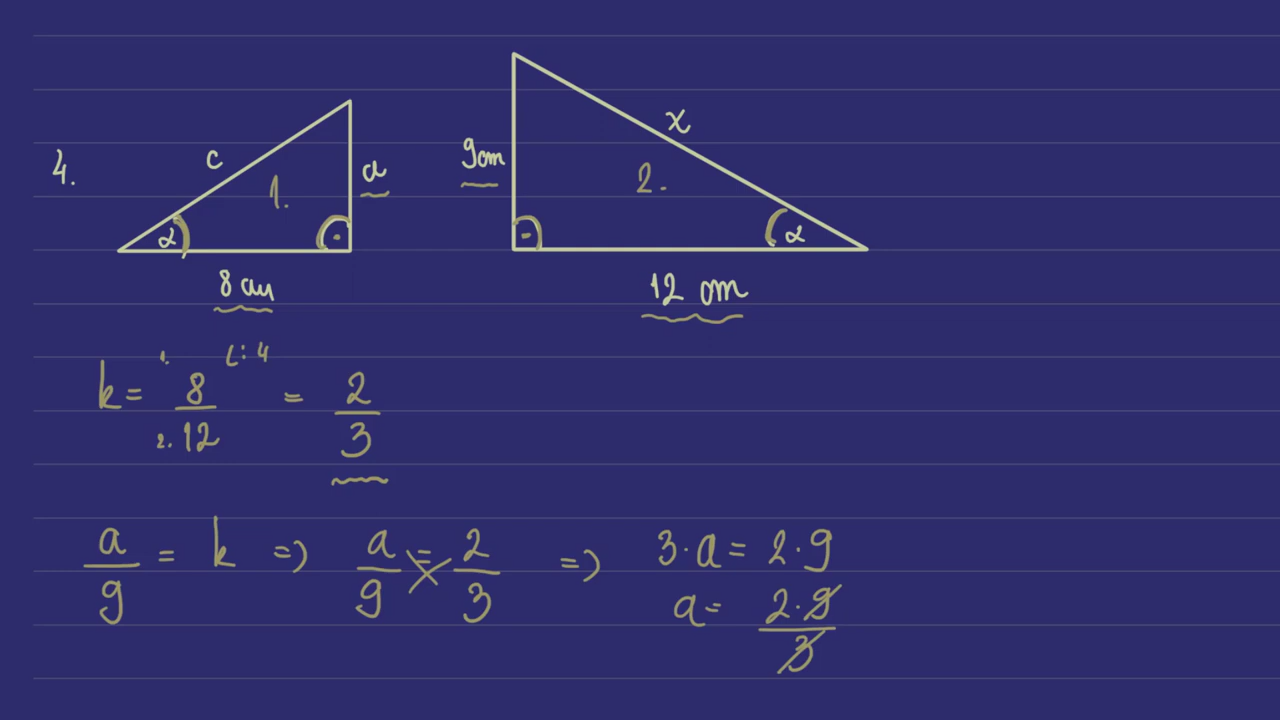 4.
c
1.
a
α
8 cm
9cm
x
2.
α
12 cm
k = 1. 8 / 2. 12 (: 4 = 2/3
a/9 = k => a/9 = 2/3 => 3·a = 2·9
a = 2·9/3